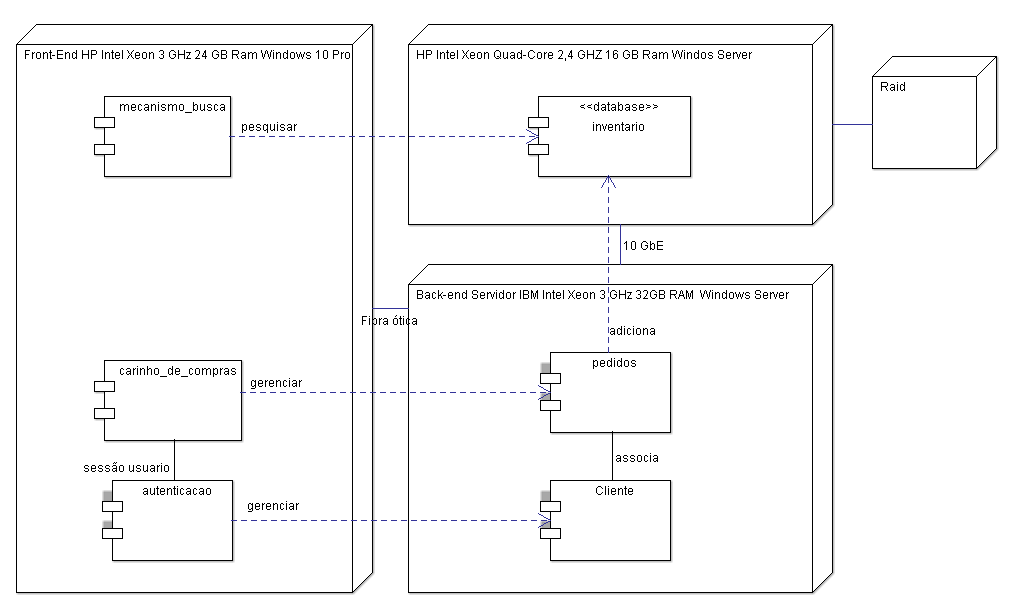 Front-End HP Intel Xeon 3 GHz 24 GB Ram Windows 10 Pro
mecanismo_busca
pesquisar
carinho_de_compras
gerenciar
sessão usuario
autenticacao
gerenciar
HP Intel Xeon Quad-Core 2,4 GHZ 16 GB Ram Windos Server
<<database>>
inventario
Raid
10 GbE
Fibra ótica
Back-end Servidor IBM Intel Xeon 3 GHz 32GB RAM  Windows Server
adiciona
pedidos
associa
Cliente